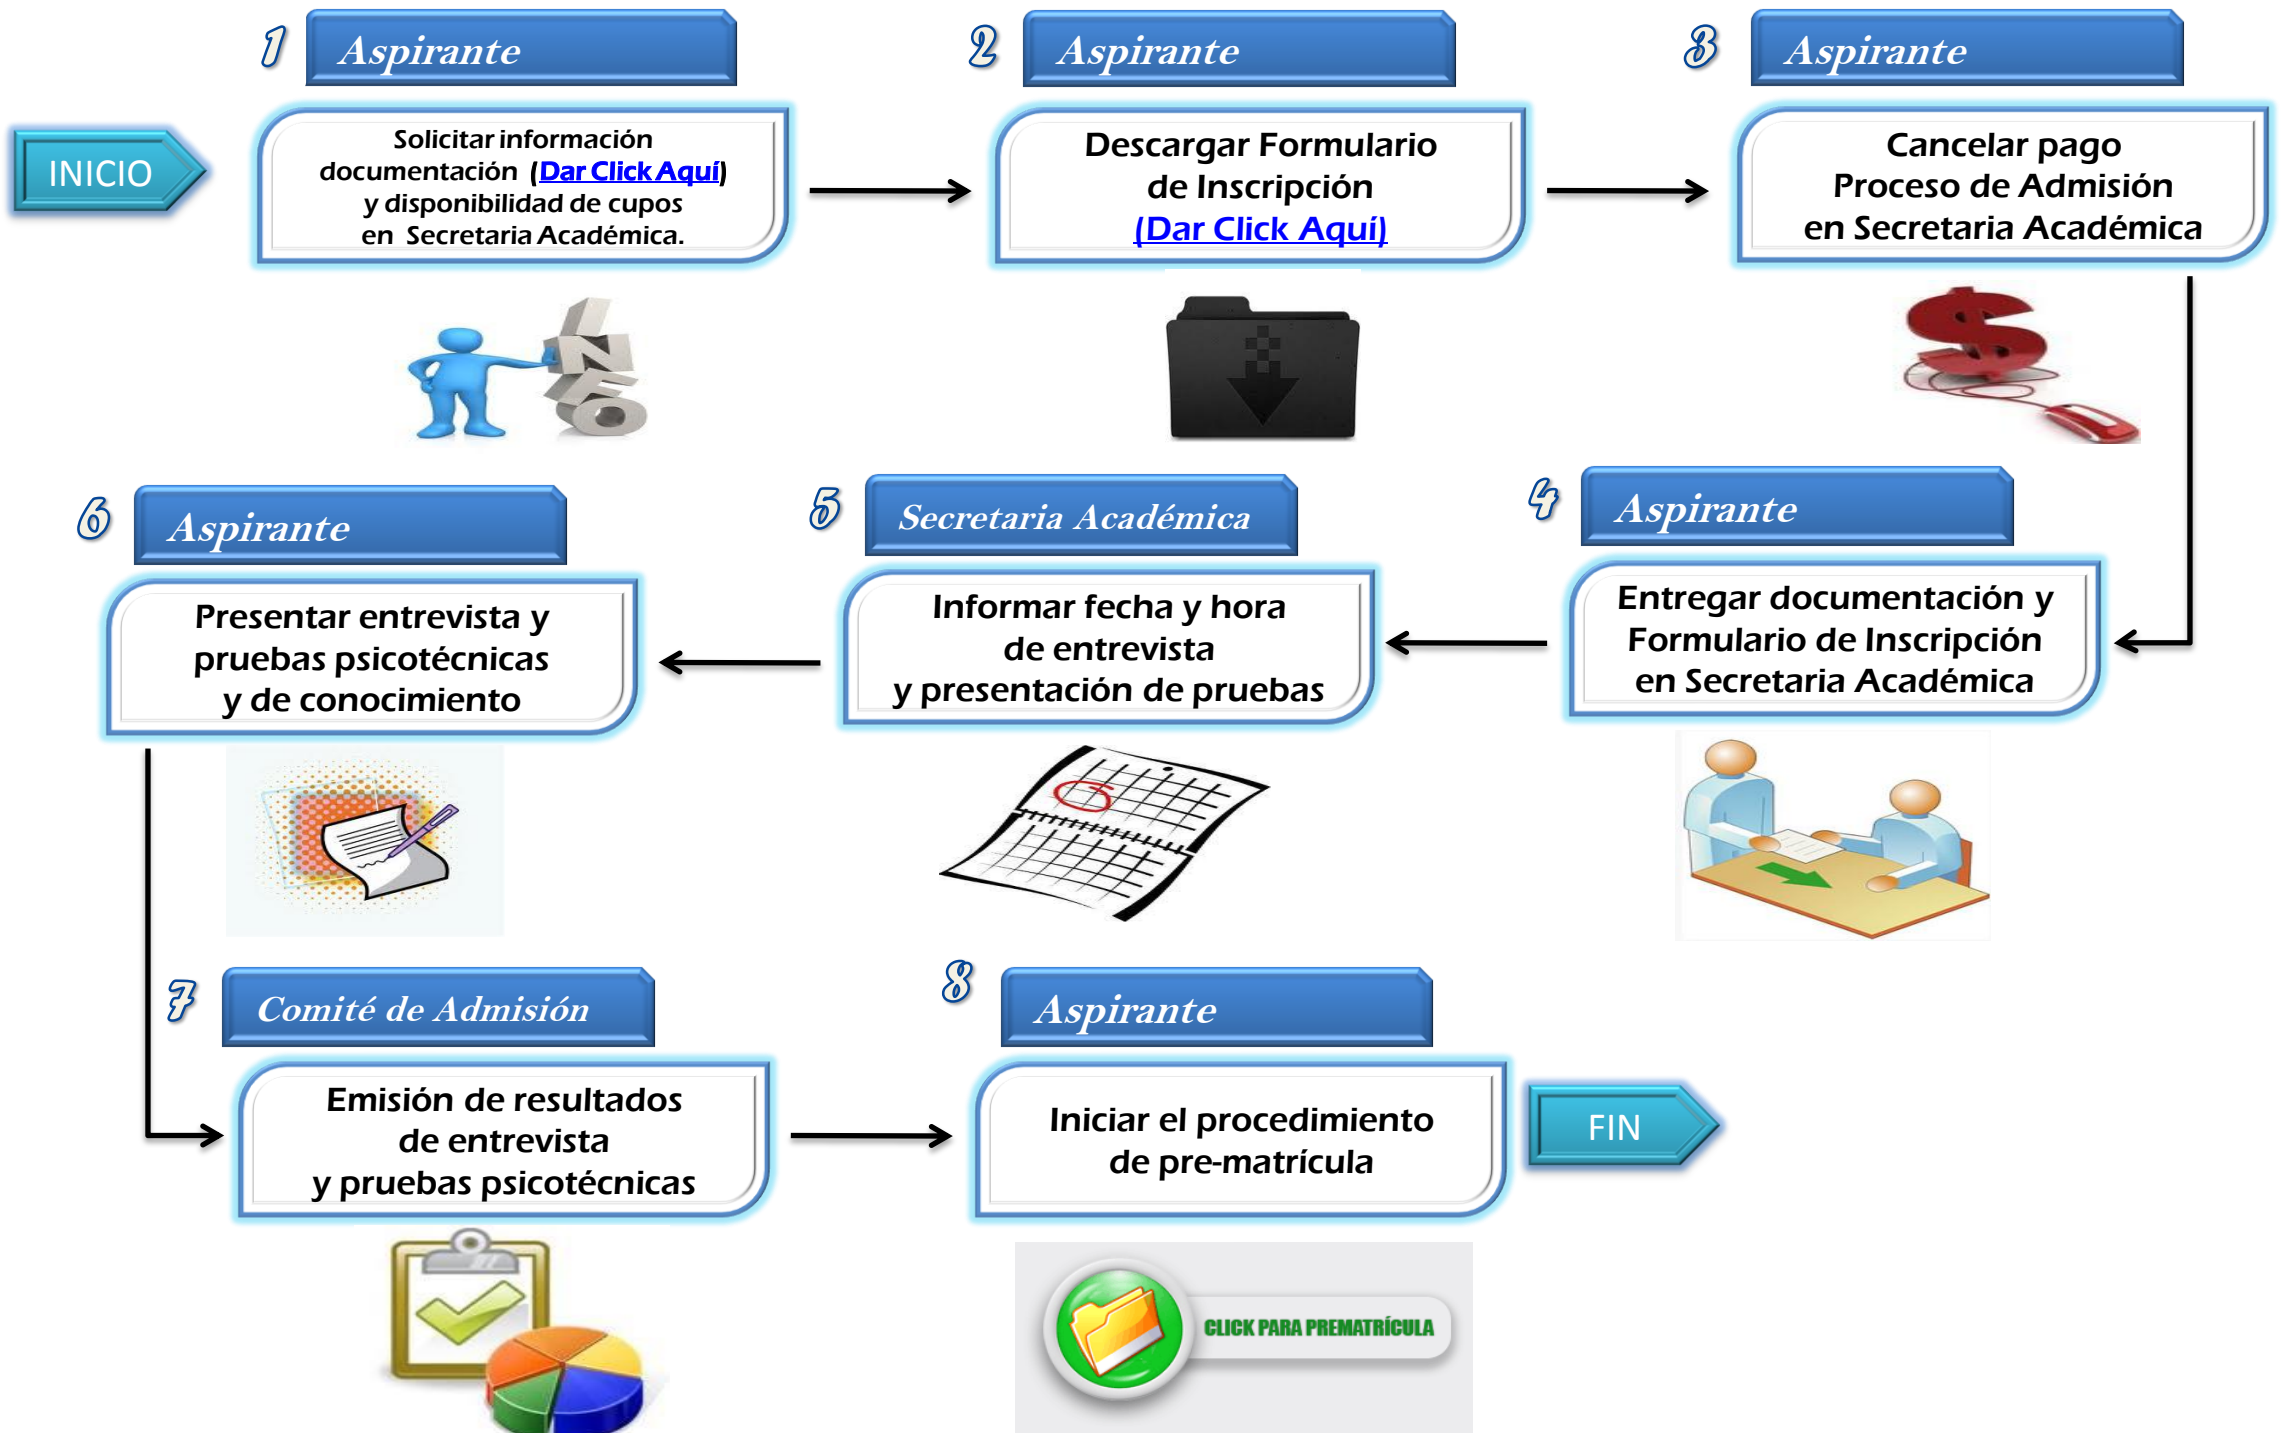 INICIO
1
Aspirante
Solicitar información
documentación (Dar Click Aquí)
y disponibilidad de cupos
en Secretaria Académica.
INFO
2
Aspirante
Descargar Formulario
de Inscripción
(Dar Click Aquí)
3
Aspirante
Cancelar pago
Proceso de Admisión
en Secretaria Académica
$
4
Aspirante
Entregar documentación y
Formulario de Inscripción
en Secretaria Académica
5
Secretaria Académica
Informar fecha y hora
de entrevista
y presentación de pruebas
6
Aspirante
Presentar entrevista y
pruebas psicotécnicas
y de conocimiento
7
Comité de Admisión
Emisión de resultados
de entrevista
y pruebas psicotécnicas
8
Aspirante
Iniciar el procedimiento
de pre-matrícula
CLICK PARA PREMATRÍCULA
FIN